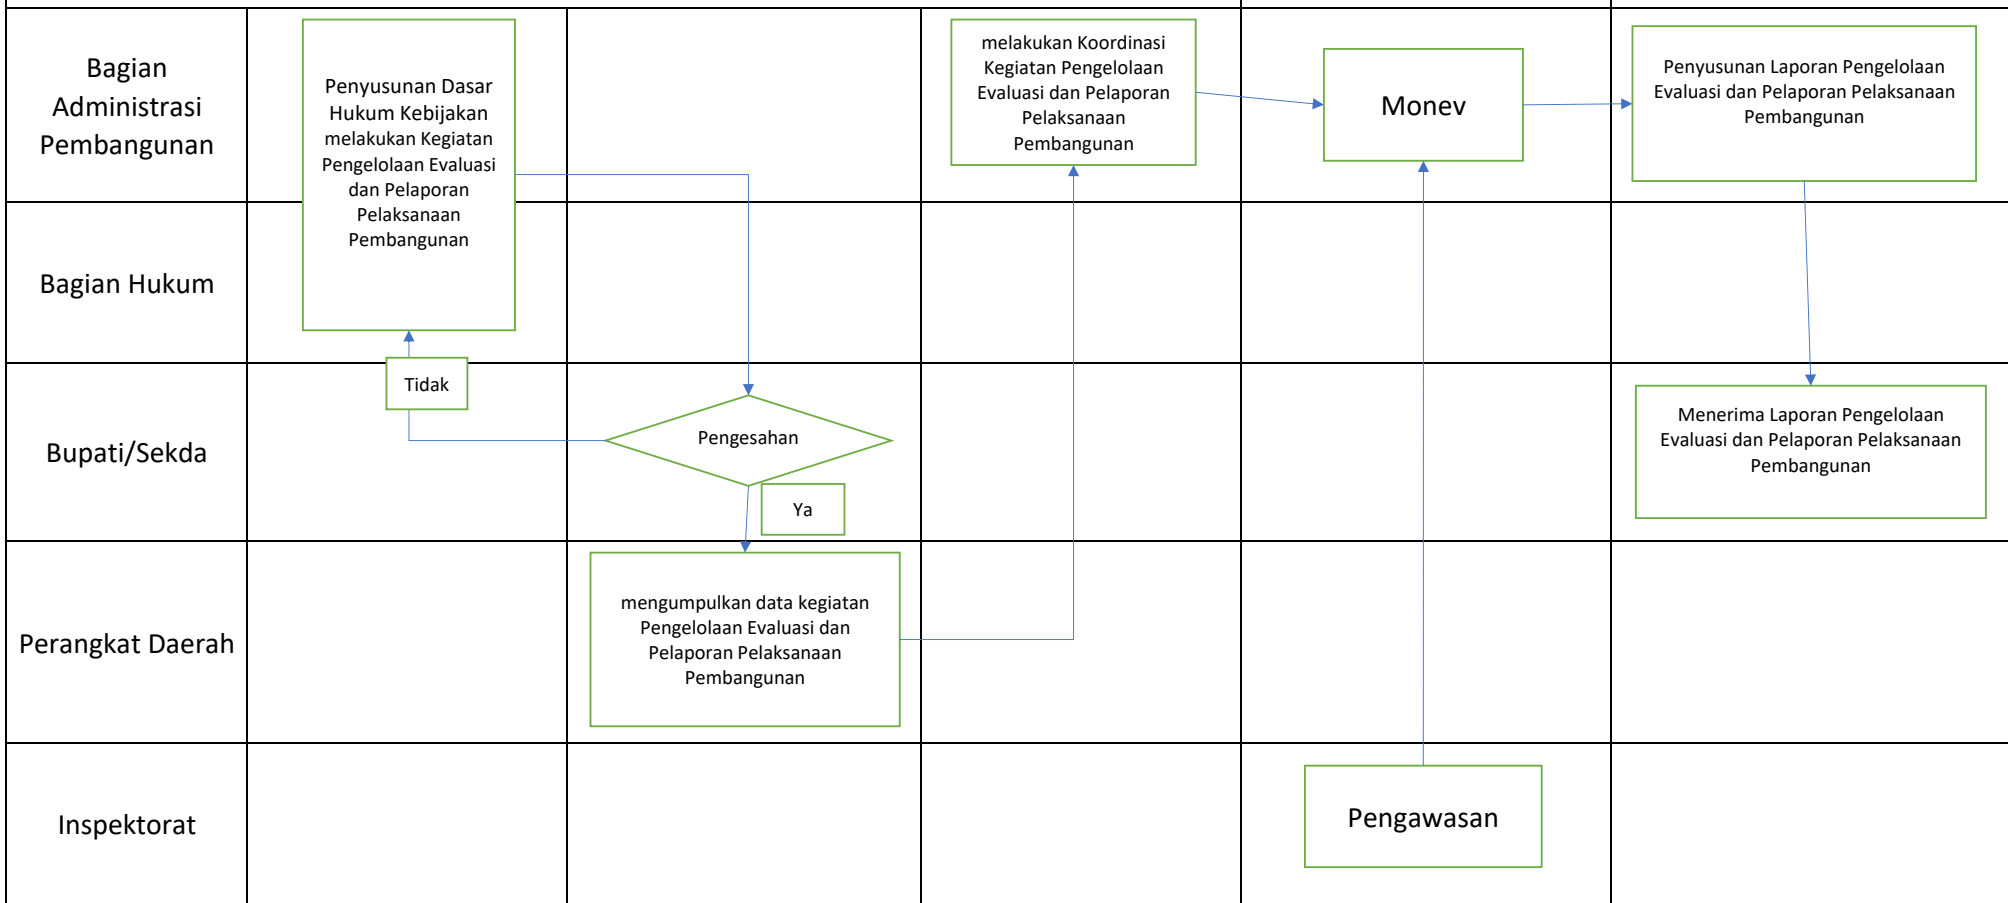 Bagian
Administrasi
Pembangunan
Penyusunan Dasar
Hukum Kebijakan
melakukan Kegiatan
Pengelolaan Evaluasi
dan Pelaporan
Pelaksanaan
Pembangunan
melakukan Koordinasi
Kegiatan Pengelolaan
Evaluasi dan Pelaporan
Pelaksanaan
Pembangunan
Monev
Penyusunan Laporan Pengelolaan
Evaluasi dan Pelaporan Pelaksanaan
Pembangunan
Bagian Hukum
Bupati/Sekda
Tidak
Pengesahan
Ya
Menerima Laporan Pengelolaan
Evaluasi dan Pelaporan Pelaksanaan
Pembangunan
Perangkat Daerah
mengumpulkan data kegiatan
Pengelolaan Evaluasi dan
Pelaporan Pelaksanaan
Pembangunan
Inspektorat
Pengawasan